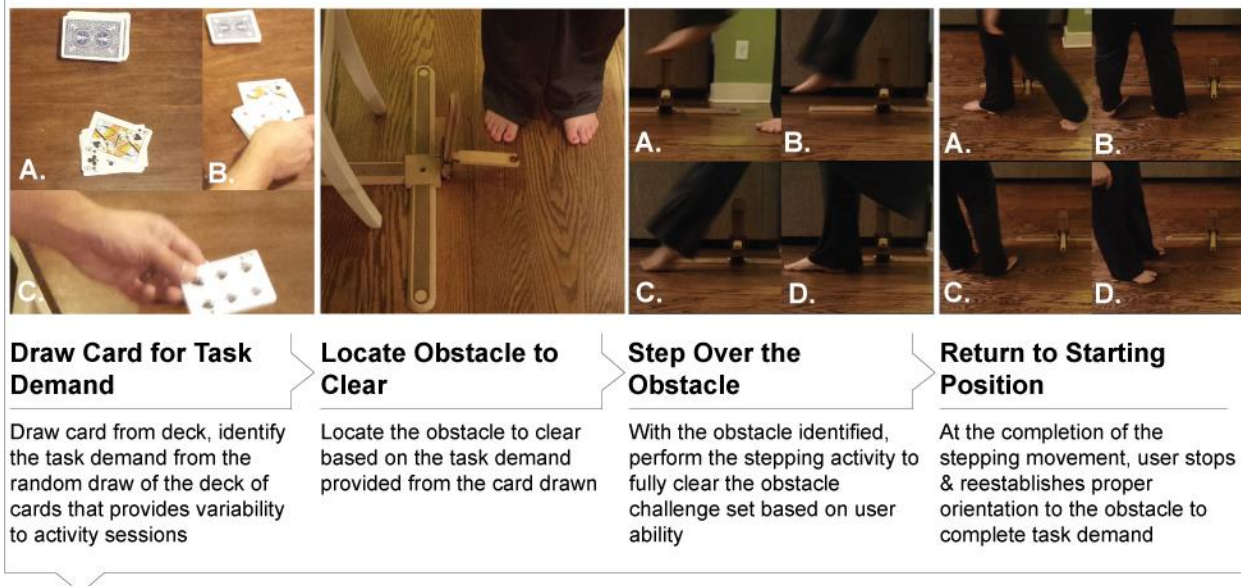 A.
B.
C.
A.
B.
C.
D.
A.
B.
C.
D.
Draw Card for Task
Demand
Draw card from deck, identify
the task demand from the
random draw of the deck of
cards that provides variability
to activity sessions
Locate Obstacle to
Clear
Locate the obstacle to clear
based on the task demand
provided from the card drawn
Step Over the
Obstacle
With the obstacle identified,
perform the stepping activity to
fully clear the obstacle
challenge set based on user
ability
Return to Starting
Position
At the completion of the
stepping movement, user stops
& reestablishes proper
orientation to the obstacle to
complete task demand